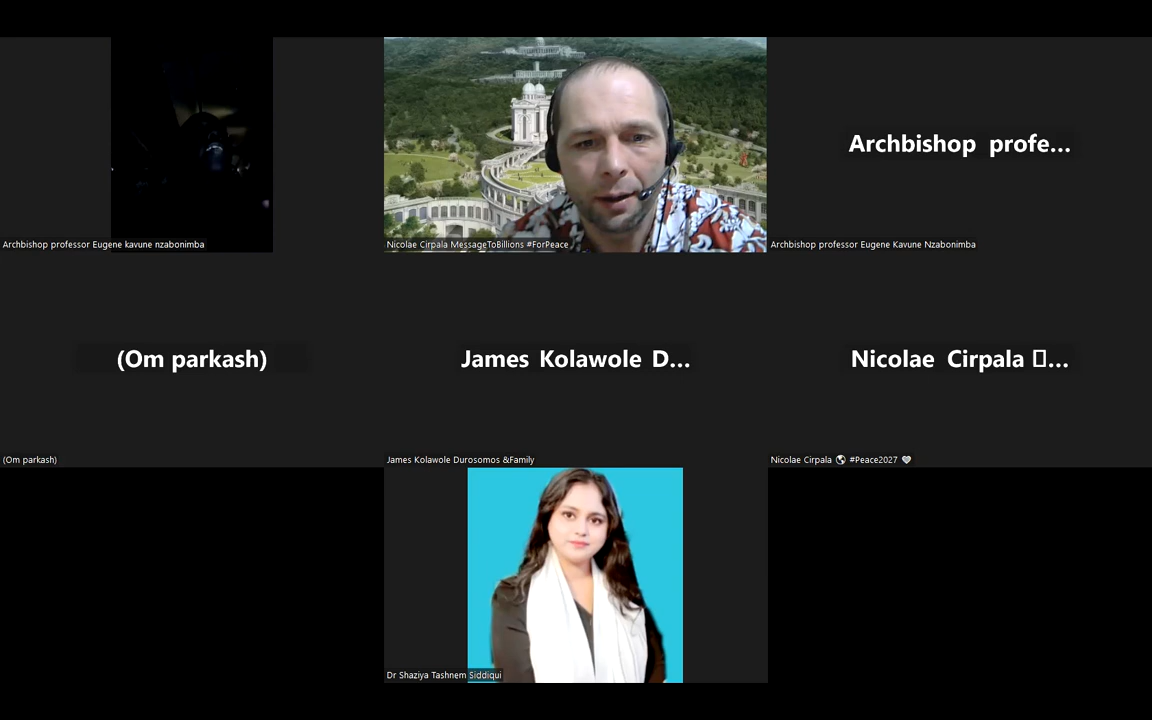 Archbishop professor Eugene kavune nzabonimba
Nicolae Cirpala MessageToBillions #ForPeace
Archbishop profe...
Archbishop professor Eugene Kavune Nzabonimba
(Om parkash)
(Om parkash)
James Kolawole D...
James Kolawole Durosomos &Family
Nicolae Cirpala ▯...
Nicolae Cirpala 🌎 #Peace2027 💖
Dr Shaziya Tashnem Siddiqui